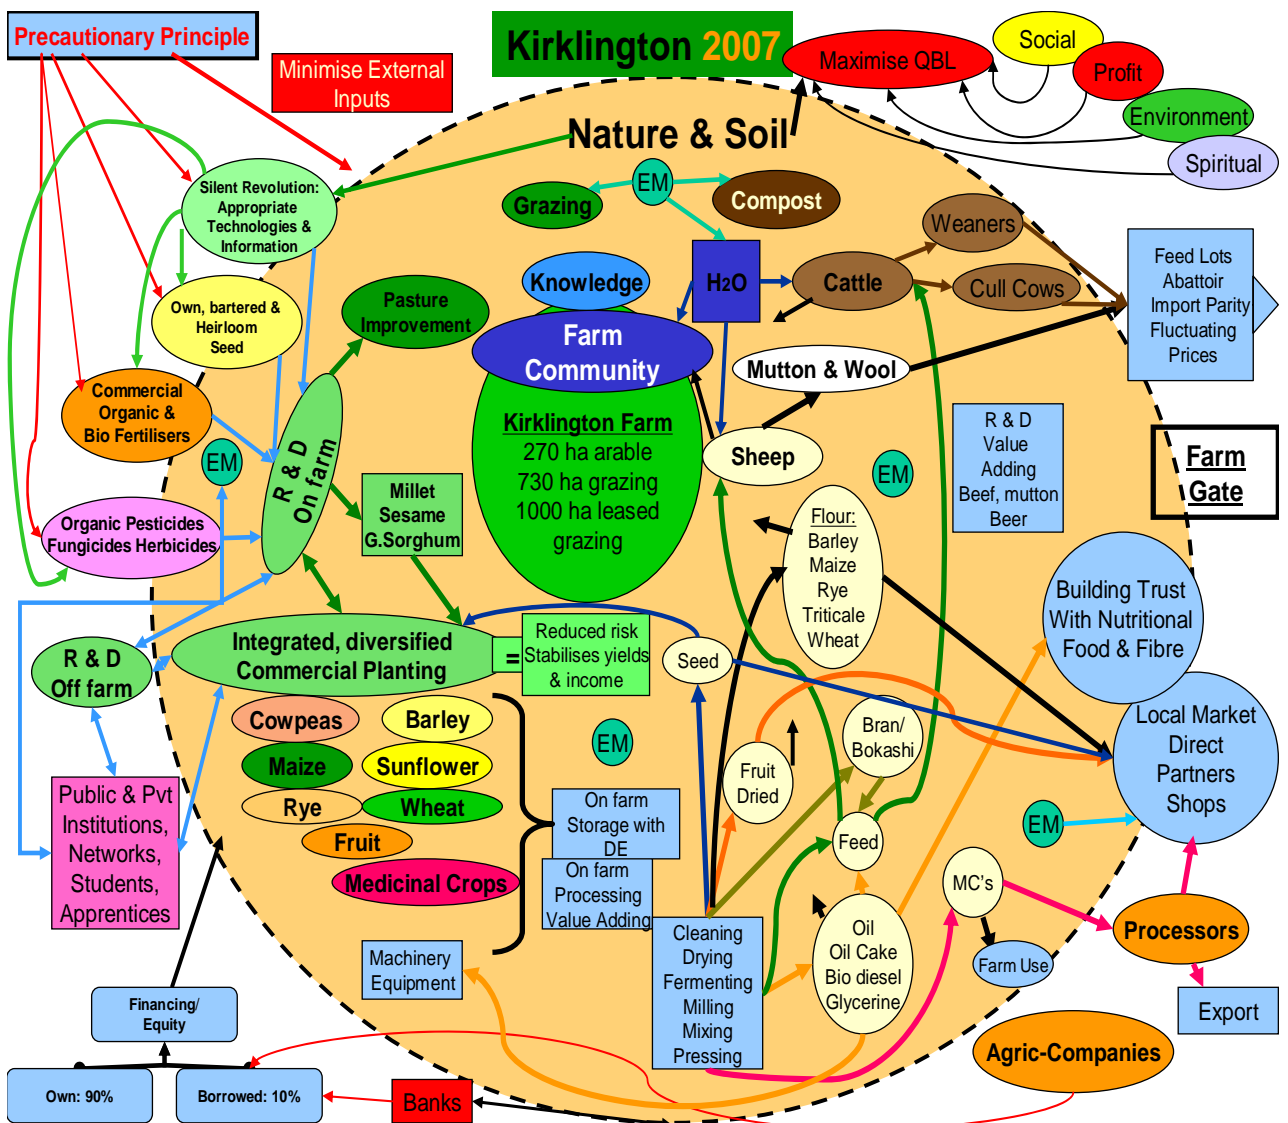 Precautionary Principle
Minimise External
Inputs
Kirklington 2007
Maximise QBL
Social
Profit
Environment
Spiritual
Nature & Soil
Silent Revolution:
Appropriate
Technologies &
Information
Grazing
EM
Compost
Weaners
Knowledge
H2O
Cattle
Cull Cows
Feed Lots
Abattoir
Import Parity
Fluctuating
Prices
Own, bartered &
Heirloom
Seed
Pasture
Improvement
Farm
Community
Mutton & Wool
Commercial
Organic &
Bio Fertilisers
EM
R & D
On farm
Kirklington Farm
270 ha arable
730 ha grazing
1000 ha leased
grazing
Sheep
EM
R & D
Value
Adding
Beef, mutton
Beer
Farm
Gate
Organic Pesticides
Fungicides Herbicides
Millet
Sesame
G.Sorghum
Flour:
Barley
Maize
Rye
Triticale
Wheat
Building Trust
With Nutritional
Food & Fibre
R & D
Off farm
Integrated, diversified
Commercial Planting
=
Reduced risk
Stabilises yields
& income
Seed
Cowpeas
Barley
Maize
Sunflower
Rye
Wheat
Fruit
Medicinal Crops
EM
Fruit
Dried
Bran/
Bokashi
Local Market
Direct
Partners
Shops
Public & Pvt
Institutions,
Networks,
Students,
Apprentices
On farm
Storage with
DE
On farm
Processing
Value Adding
Feed
EM
MC's
Processors
Farm Use
Export
Machinery
Equipment
Cleaning
Drying
Fermenting
Milling
Mixing
Pressing
Oil
Oil Cake
Bio diesel
Glycerine
Financing/
Equity
Own: 90%
Borrowed: 10%
Banks
Agric-Companies